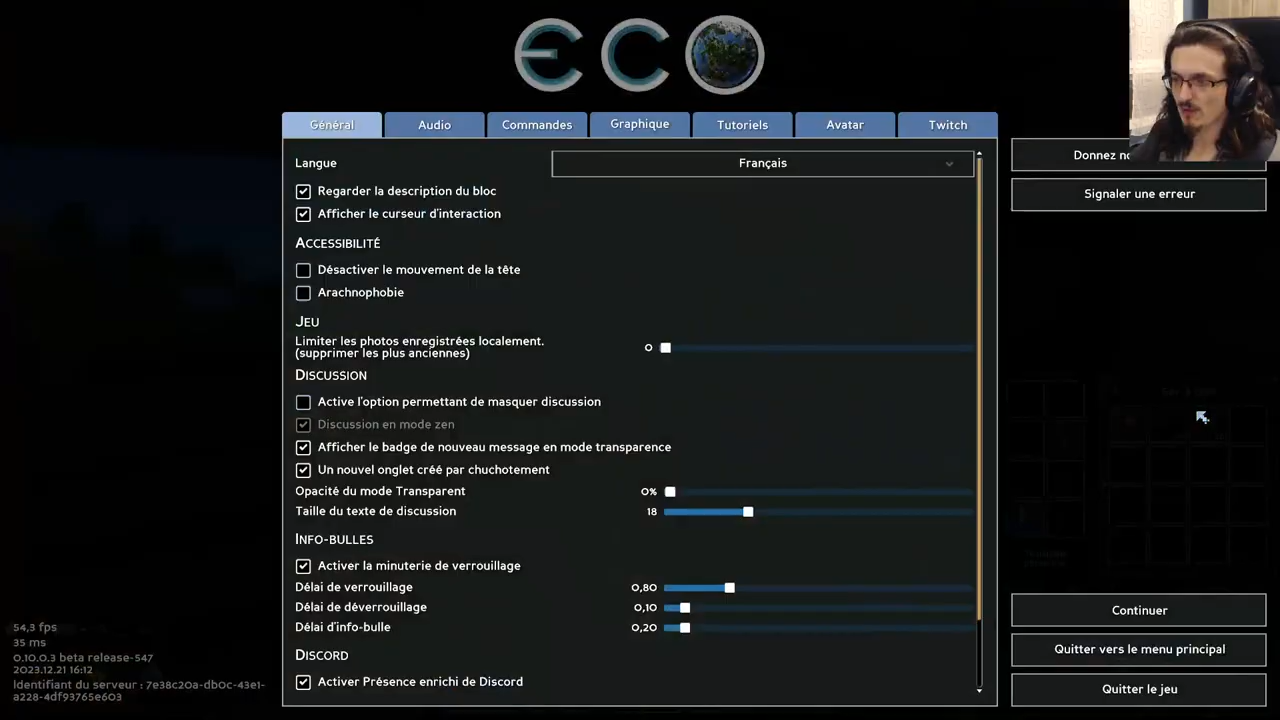 ECO
Général
Audio
Commandes
Graphique
Tutoriels
Avatar
Twitch
Langue
Français
Regarder la description du bloc
Afficher le curseur d'interaction
ACCESSIBILITÉ
Désactiver le mouvement de la tête
Arachnophobie
JEU
Limiter les photos enregistrées localement.
(supprimer les plus anciennes)
0
DISCUSSION
Active l'option permettant de masquer discussion
Discussion en mode zen
Afficher le badge de nouveau message en mode transparence
Un nouvel onglet créé par chuchotement
Opacité du mode Transparent
0%
Taille du texte de discussion
18
INFO-BULLES
Activer la minuterie de verrouillage
Délai de verrouillage
0,80
Délai de déverrouillage
0,10
Délai d'info-bulle
0,20
DISCORD
Activer Présence enrichi de Discord
Donnez
Signaler une erreur
Continuer
Quitter vers le menu principal
Quitter le jeu
54,3 fps
35 ms
0.10.0.3 beta release-547
2023.12.21 16:12
Identifiant du serveur : 7e38c20a-db0c-43e1-
a228-4df93765e603